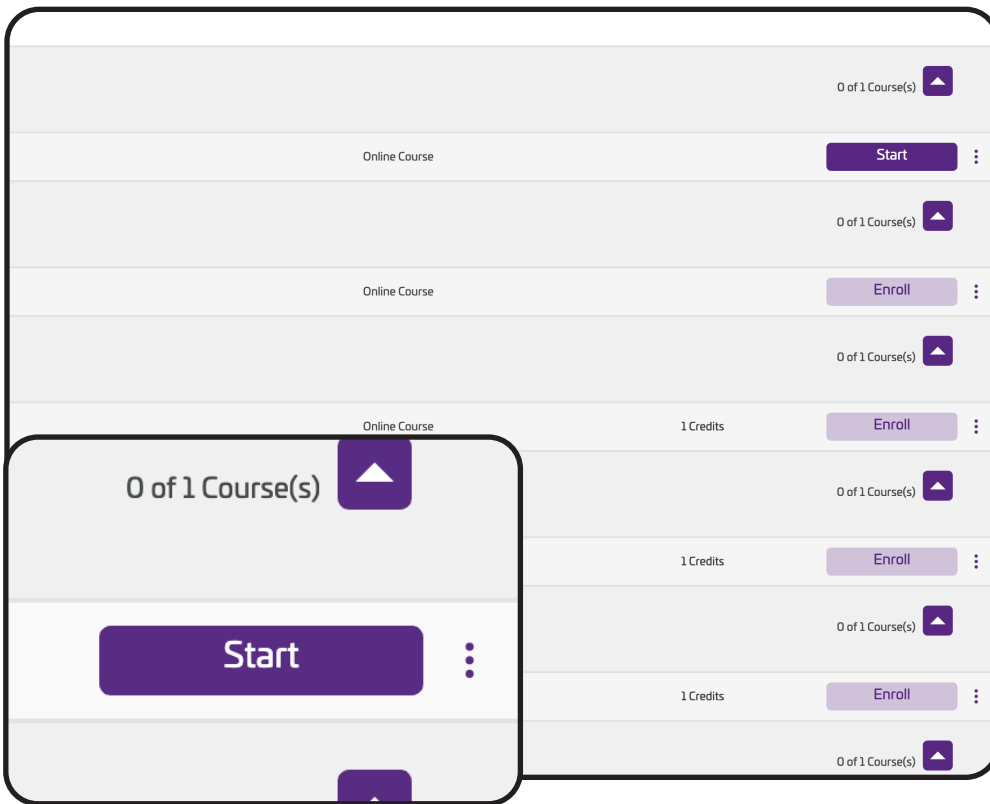 0 of 1 Course(s)
Online Course Start
0 of 1 Course(s)
Online Course Enroll
0 of 1 Course(s)
Online Course 1 Credits Enroll
0 of 1 Course(s)
1 Credits Enroll
0 of 1 Course(s)
1 Credits Enroll
0 of 1 Course(s)
0 of 1 Course(s)
Start